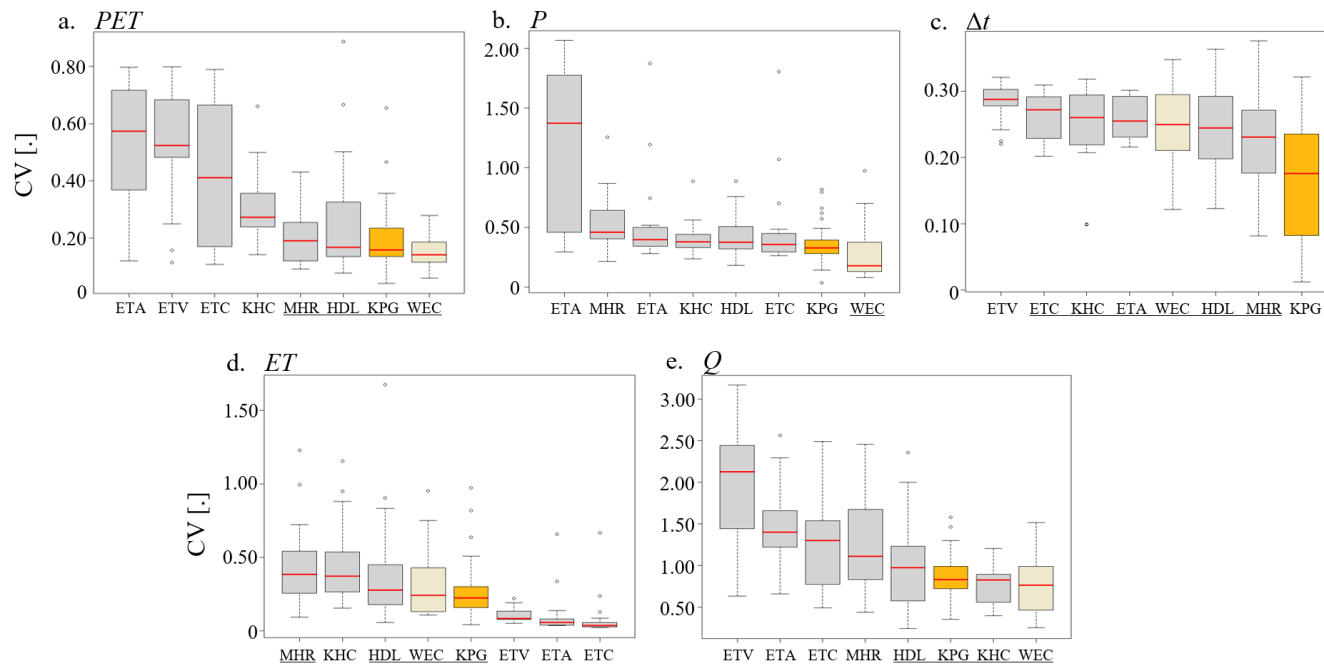 a. PET
CV [.]
0.80
0.60
0.40
0.20
0
ETA ETV ETC KHC MHR HDL KPG WEC
b. P
2.00
1.50
1.00
0.50
0
ETA MHR ETA KHC HDL ETC KPG WEC
c. Δt
0.30
0.20
0.10
0
ETV ETC KHC ETA WEC HDL MHR KPG
d. ET
CV [.]
1.50
1.00
0.50
0
MHR KHC HDL WEC KPG ETV ETA ETC
e. Q
3.00
2.50
2.00
1.50
1.00
0.50
ETV ETA ETC MHR HDL KPG KHC WEC